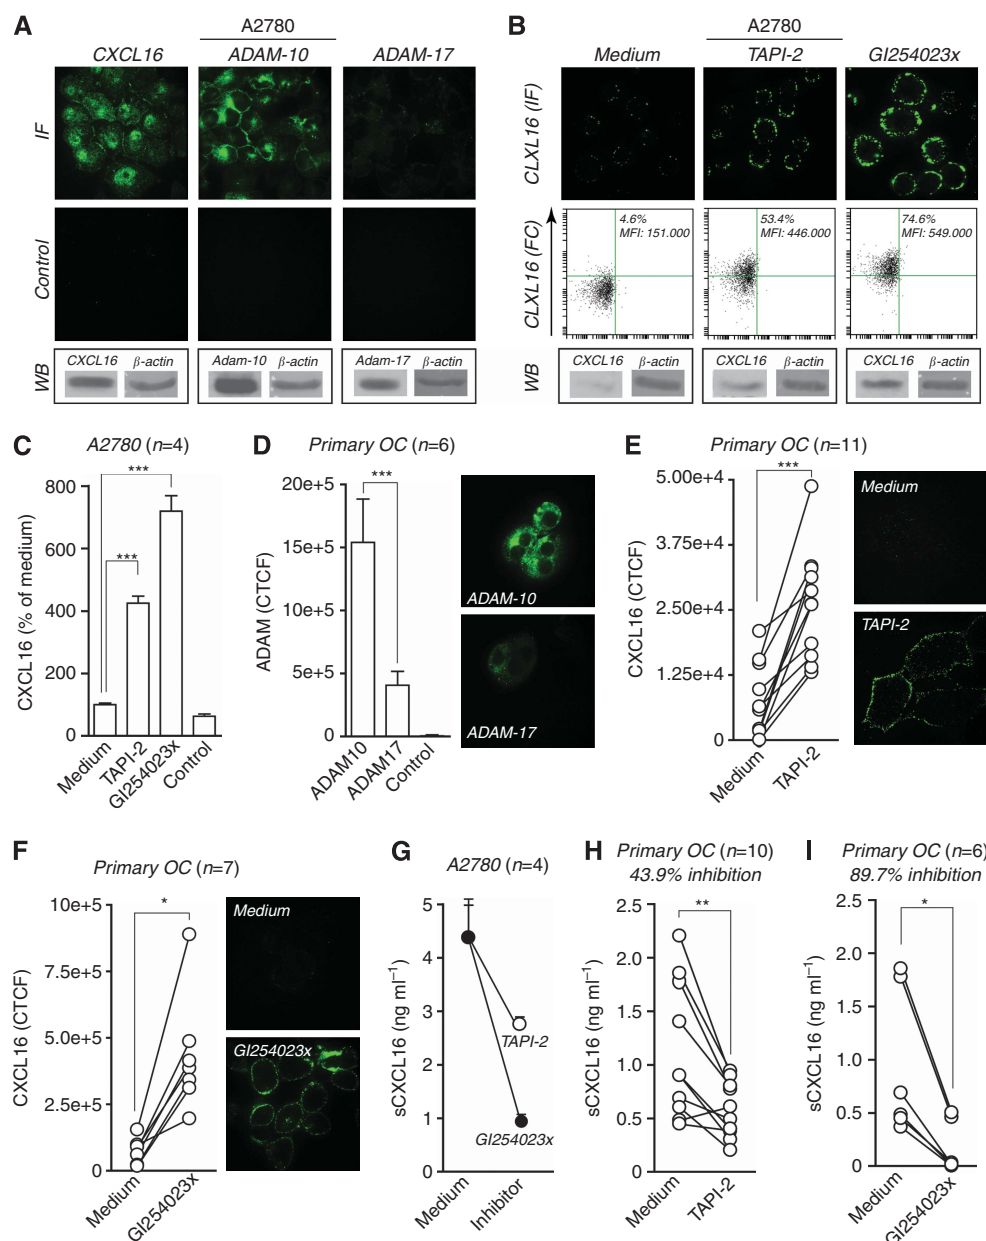 A
A2780
CXCL16 ADAM-10 ADAM-17
IF
Control
WB
CXCL16 β-actin
Adam-10 β-actin
Adam-17 β-actin
B
A2780
Medium TAPI-2 GI254023x
CLXL16 (IF)
CLXL16 (FC)
4.6%
MFI: 151.000
53.4%
MFI: 446.000
74.6%
MFI: 549.000
WB
CXCL16 β-actin
CXCL16 β-actin
CXCL16 β-actin
C
A2780 (n=4)
CXCL16 (% of medium)
800
600
400
200
0
***
***
Medium
TAPI-2
GI254023x
Control
D
Primary OC (n=6)
ADAM (CTCF)
20e+5
15e+5
10e+5
5e+5
0
***
ADAM10
ADAM17
Control
ADAM-10
ADAM-17
E
Primary OC (n=11)
CXCL16 (CTCF)
5.00e+4
3.75e+4
2.50e+4
1.25e+4
0
***
Medium
TAPI-2
Medium
TAPI-2
F
Primary OC (n=7)
CXCL16 (CTCF)
10e+5
7.5e+5
5.0e+5
2.5e+5
0
*
Medium
GI254023x
Medium
GI254023x
G
A2780 (n=4)
sCXCL16 (ng ml⁻¹)
5
4
3
2
1
0
TAPI-2
GI254023x
Medium
Inhibitor
H
Primary OC (n=10)
43.9% inhibition
sCXCL16 (ng ml⁻¹)
2.5
2.0
1.5
1.0
0.5
0
**
Medium
TAPI-2
I
Primary OC (n=6)
89.7% inhibition
sCXCL16 (ng ml⁻¹)
2.5
2.0
1.5
1.0
0.5
0
*
Medium
GI254023x